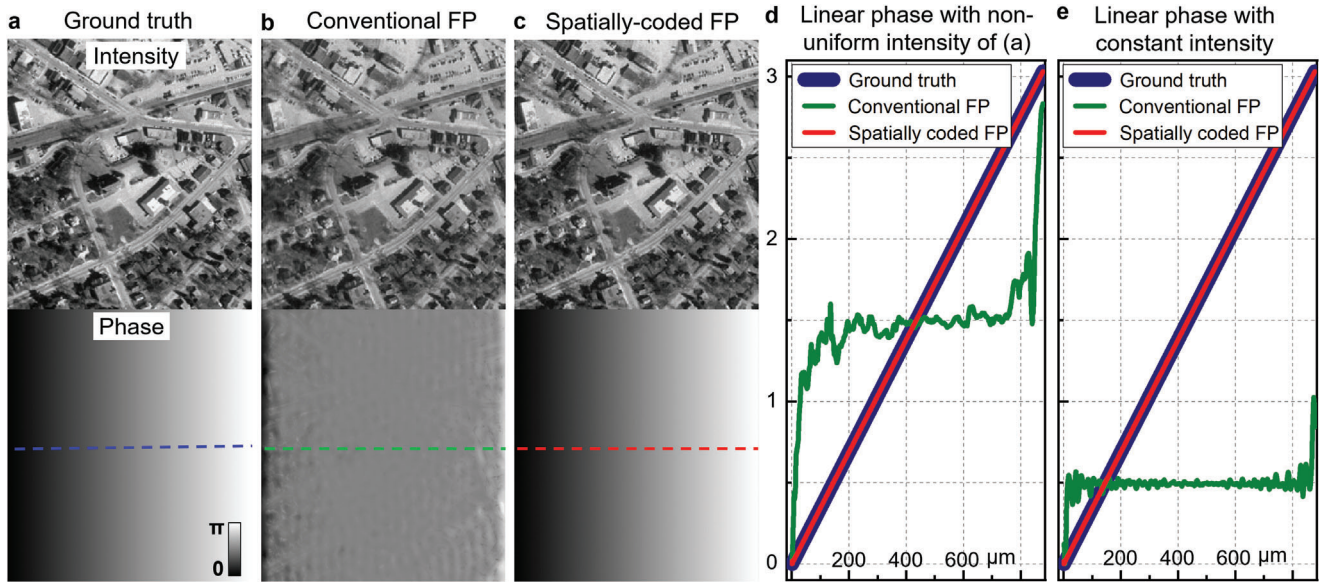 a Ground truth
Intensity
Phase
π
0
b Conventional FP
c Spatially-coded FP
d Linear phase with non-
uniform intensity of (a)
Ground truth
Conventional FP
Spatially coded FP
3
2
1
0
200 400 600 μm
e Linear phase with
constant intensity
Ground truth
Conventional FP
Spatially coded FP
200 400 600 μm